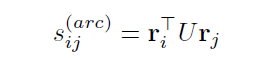 s_{ij}^{(arc)} = \mathbf{r}_i^\top U \mathbf{r}_j